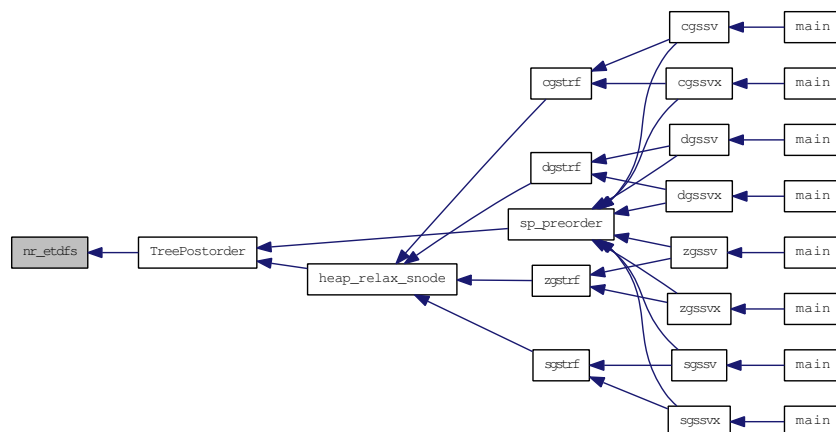 cgssv
main
cgstrf
cgssvx
main
dgssv
main
dgstrf
dgssvx
main
sp_preorder
nr_etdfs
TreePostorder
zgssv
main
heap_relax_snode
zgstrf
zgssvx
main
sgstrf
sgssv
main
sgssvx
main